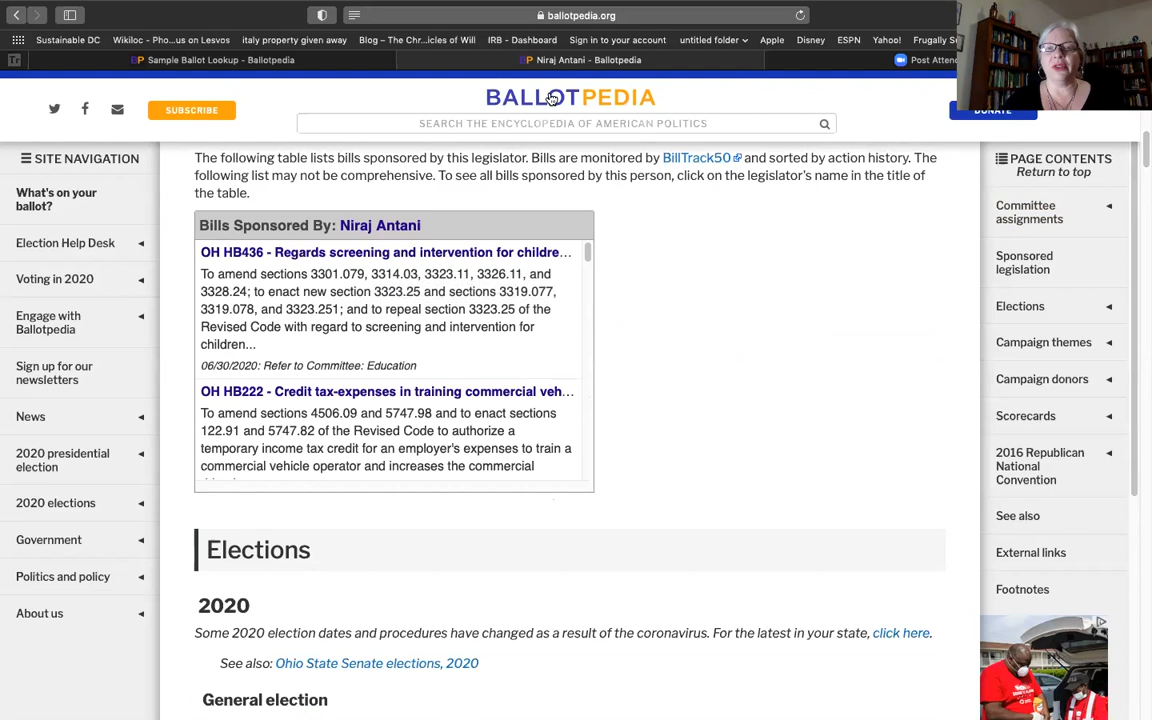 ballotpedia.org
Sustainable DC
Wikiloc - Pho...us on Lesvos
italy property given away
Blog – The Chr...icles of Will
IRB - Dashboard
Sign in to your account
untitled folder
Apple
Disney
ESPN
Yahoo!
Frugally
BP Sample Ballot Lookup - Ballotpedia
BP Niraj Antani - Ballotpedia
Post Atten
SUBSCRIBE
BALLOTPEDIA
SEARCH THE ENCYCLOPEDIA OF AMERICAN POLITICS
DONATE
SITE NAVIGATION
What's on your
ballot?
Election Help Desk
Voting in 2020
Engage with
Ballotpedia
Sign up for our
newsletters
News
2020 presidential
election
2020 elections
Government
Politics and policy
About us
The following table lists bills sponsored by this legislator. Bills are monitored by BillTrack50 and sorted by action history. The
following list may not be comprehensive. To see all bills sponsored by this person, click on the legislator's name in the title of
the table.
Bills Sponsored By: Niraj Antani
OH HB436 - Regards screening and intervention for childre...
To amend sections 3301.079, 3314.03, 3323.11, 3326.11, and
3328.24; to enact new section 3323.25 and sections 3319.077,
3319.078, and 3323.251; and to repeal section 3323.25 of the
Revised Code with regard to screening and intervention for
children...
06/30/2020: Refer to Committee: Education
OH HB222 - Credit tax-expenses in training commercial veh...
To amend sections 4506.09 and 5747.98 and to enact sections
122.91 and 5747.82 of the Revised Code to authorize a
temporary income tax credit for an employer's expenses to train a
commercial vehicle operator and increases the commercial
Elections
2020
Some 2020 election dates and procedures have changed as a result of the coronavirus. For the latest in your state, click here.
See also: Ohio State Senate elections, 2020
General election
PAGE CONTENTS
Return to top
Committee
assignments
Sponsored
legislation
Elections
Campaign themes
Campaign donors
Scorecards
2016 Republican
National
Convention
See also
External links
Footnotes